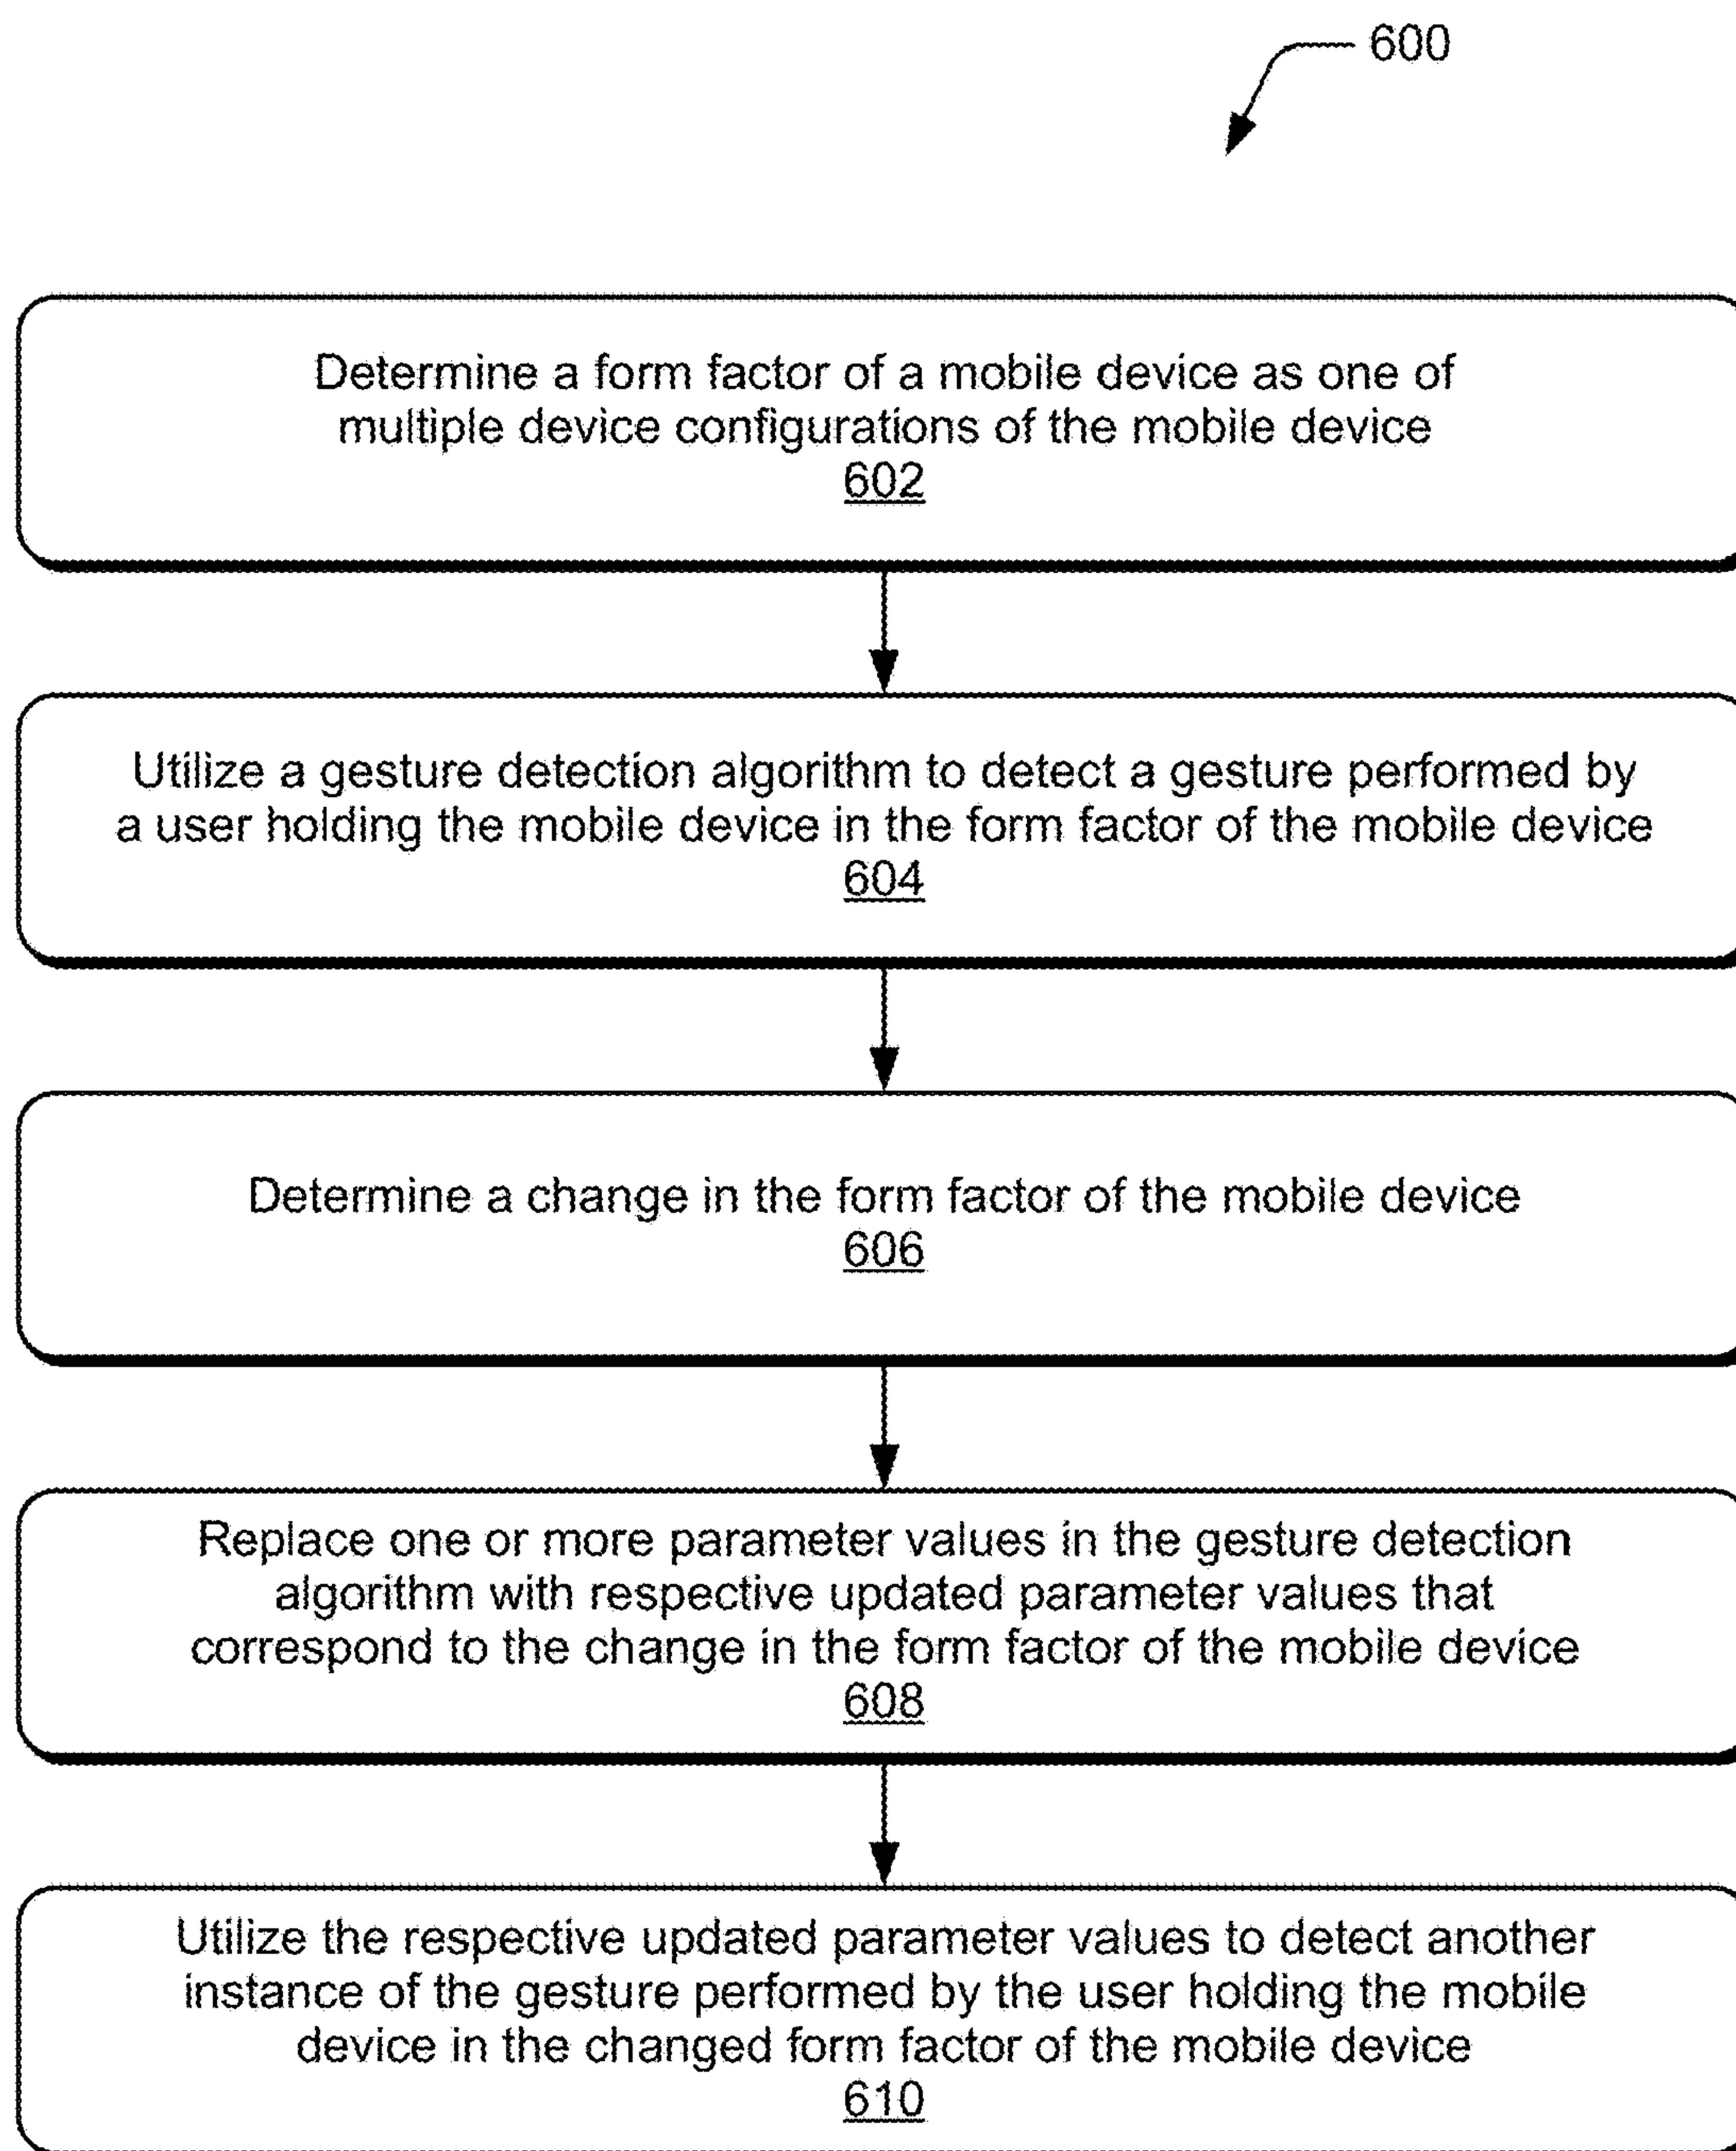 600
Determine a form factor of a mobile device as one of
multiple device configurations of the mobile device
602
Utilize a gesture detection algorithm to detect a gesture performed by
a user holding the mobile device in the form factor of the mobile device
604
Determine a change in the form factor of the mobile device
606
Replace one or more parameter values in the gesture detection
algorithm with respective updated parameter values that
correspond to the change in the form factor of the mobile device
608
Utilize the respective updated parameter values to detect another
instance of the gesture performed by the user holding the mobile
device in the changed form factor of the mobile device
610